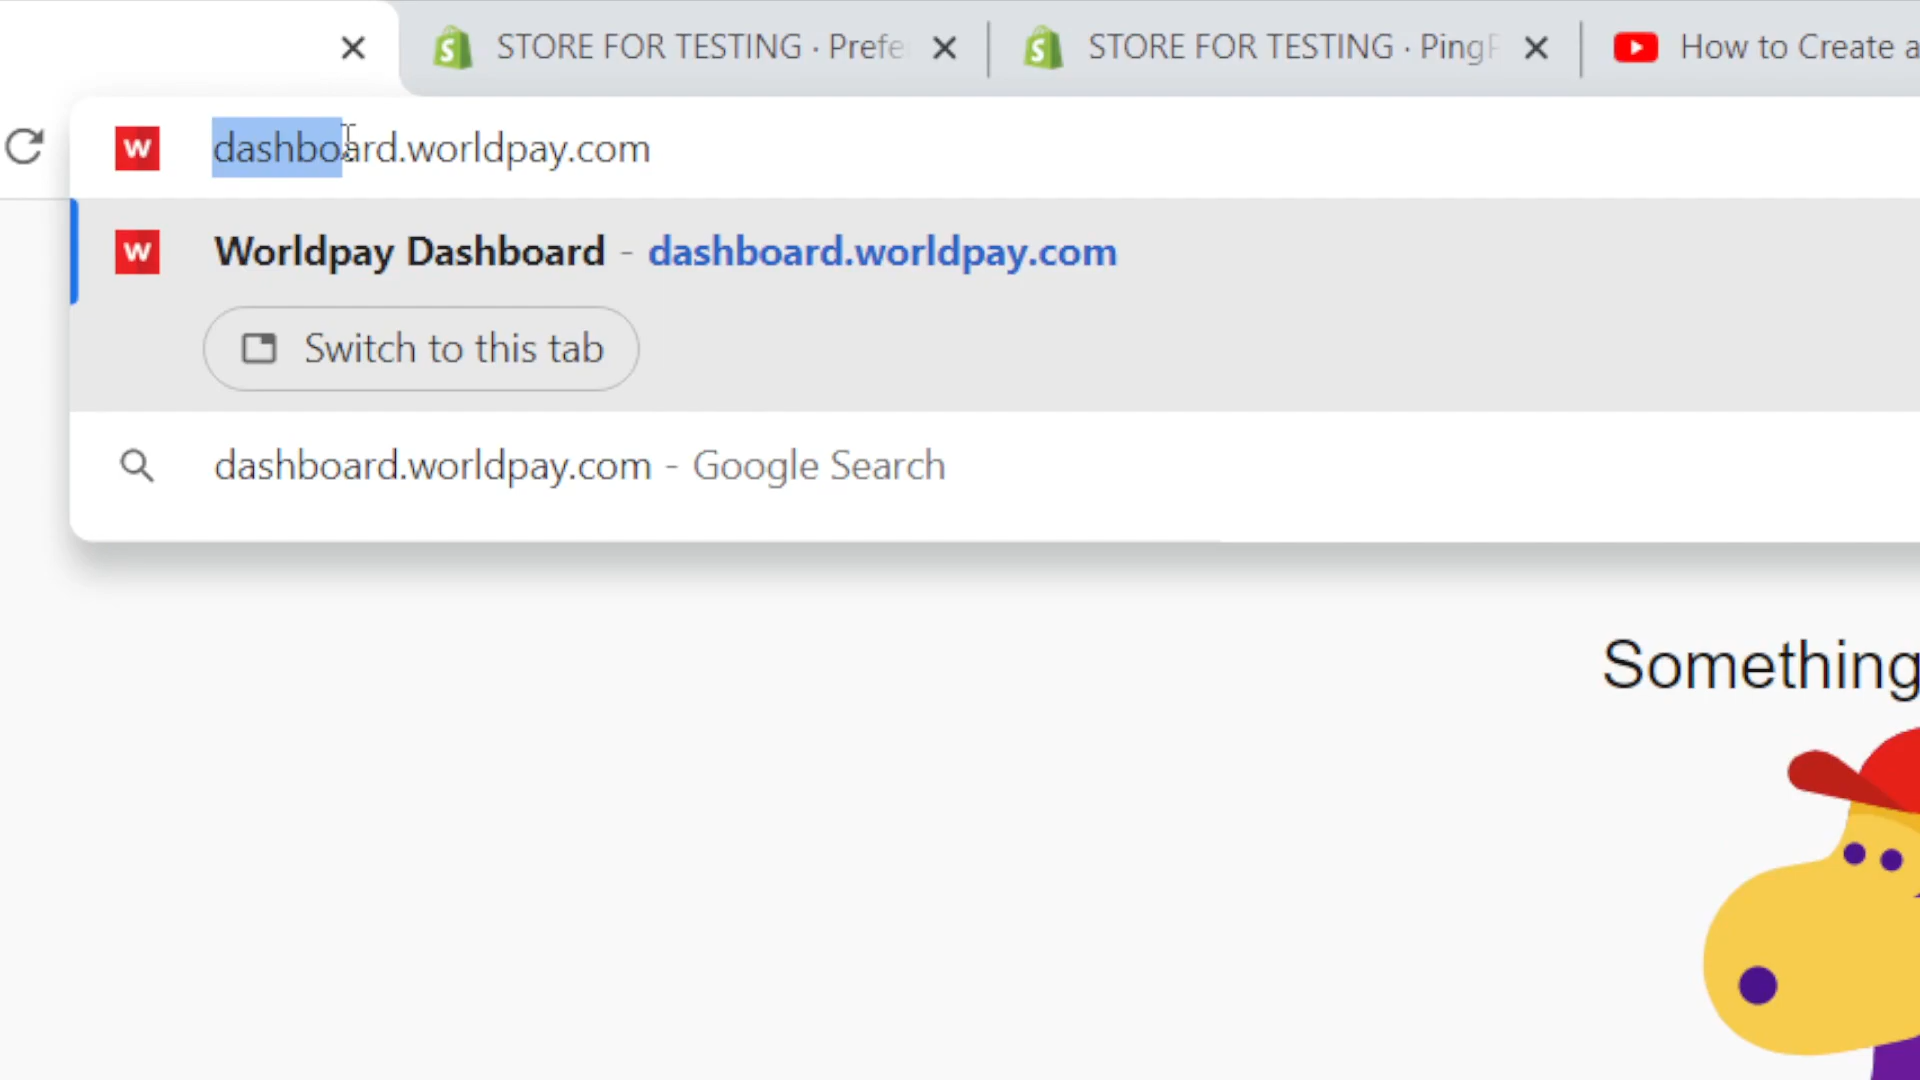 STORE FOR TESTING · Prefe
STORE FOR TESTING · PingP
How to Create a
dashboard.worldpay.com
Worldpay Dashboard - dashboard.worldpay.com
Switch to this tab
dashboard.worldpay.com - Google Search
Something